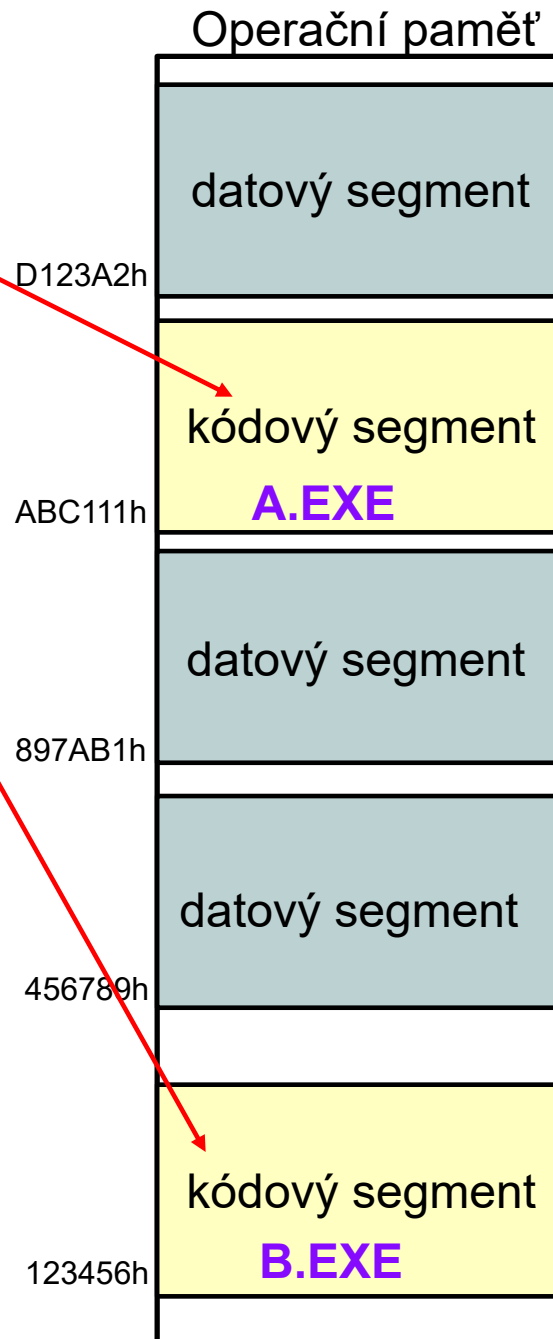 Operační paměť
datový segment
D123A2h
kódový segment
A.EXE
ABC111h
datový segment
897AB1h
datový segment
456789h
kódový segment
B.EXE
123456h